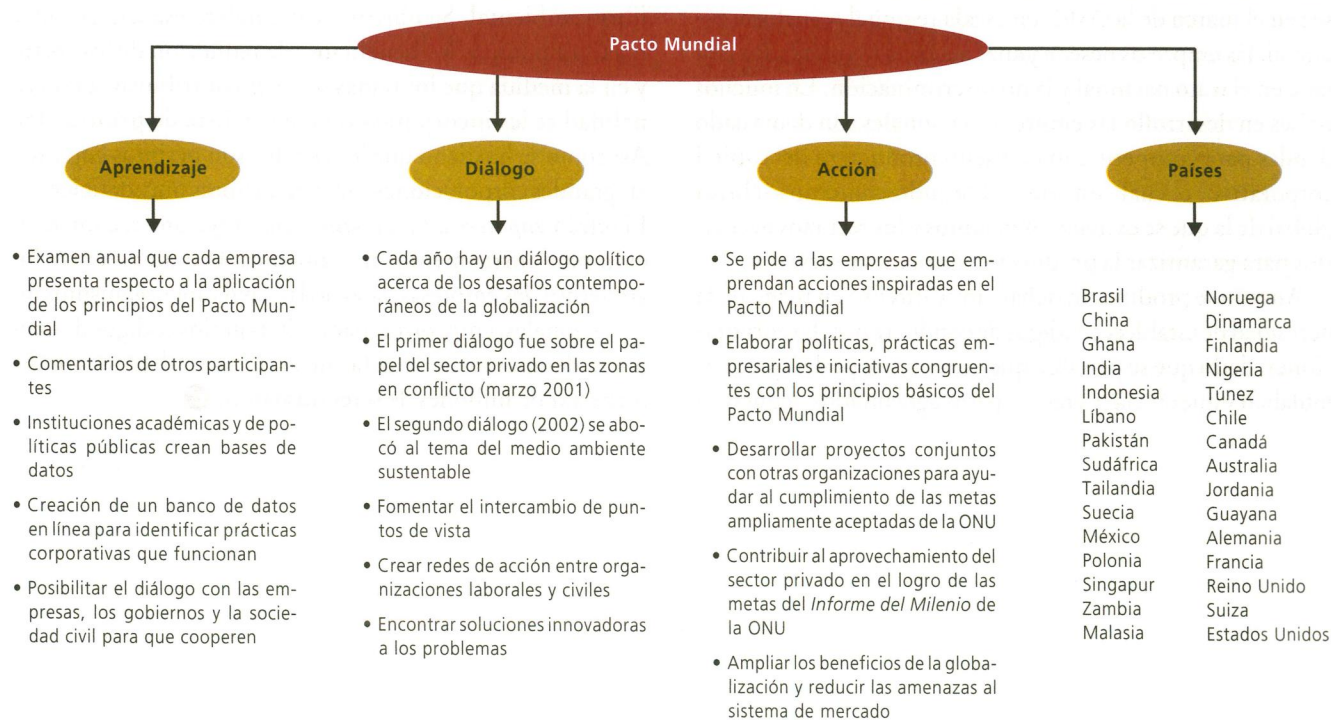 Pacto Mundial
Aprendizaje
• Examen anual que cada empresa
presenta respecto a la aplicación
de los principios del Pacto Mun-
dial
• Comentarios de otros participan-
tes
• Instituciones académicas y de po-
líticas públicas crean bases de
datos
• Creación de un banco de datos
en línea para identificar prácticas
corporativas que funcionan
• Posibilitar el diálogo con las em-
presas, los gobiernos y la socie-
dad civil para que cooperen
Diálogo
• Cada año hay un diálogo político
acerca de los desafíos contempo-
ráneos de la globalización
• El primer diálogo fue sobre el pa-
pel del sector privado en las zonas
en conflicto (marzo 2001)
• El segundo diálogo (2002) se abo-
có al tema del medio ambiente
sustentable
• Fomentar el intercambio de pun-
tos de vista
• Crear redes de acción entre orga-
nizaciones laborales y civiles
• Encontrar soluciones innovadoras
a los problemas
Acción
• Se pide a las empresas que em-
prendan acciones inspiradas en el
Pacto Mundial
• Elaborar políticas, prácticas em-
presariales e iniciativas congruen-
tes con los principios básicos del
Pacto Mundial
• Desarrollar proyectos conjuntos
con otras organizaciones para ayu-
dar al cumplimiento de las metas
ampliamente aceptadas de la ONU
• Contribuir al aprovechamiento del
sector privado en el logro de las
metas del Informe del Milenio de
la ONU
• Ampliar los beneficios de la globa-
lización y reducir las amenazas al
sistema de mercado
Países
Brasil
China
Ghana
India
Indonesia
Líbano
Pakistán
Sudáfrica
Tailandia
Suecia
México
Polonia
Singapur
Zambia
Malasia
Noruega
Dinamarca
Finlandia
Nigeria
Túnez
Chile
Canadá
Australia
Jordania
Guayana
Alemania
Francia
Reino Unido
Suiza
Estados Unidos